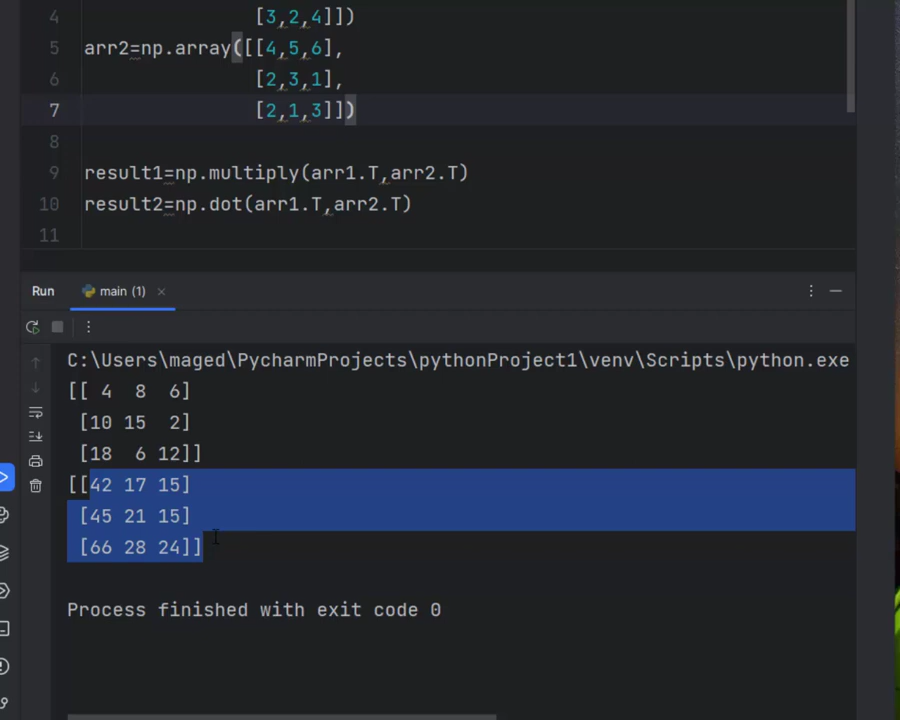 4 [3,2,4]])
5 arr2=np.array([[4,5,6],
6 [2,3,1],
7 [2,1,3]])
8
9 result1=np.multiply(arr1.T,arr2.T)
10 result2=np.dot(arr1.T,arr2.T)
11
Run main (1)
C:\Users\maged\PycharmProjects\pythonProject1\venv\Scripts\python.exe
[[ 4 8 6]
[10 15 2]
[18 6 12]]
[[42 17 15]
[45 21 15]
[66 28 24]]
Process finished with exit code 0